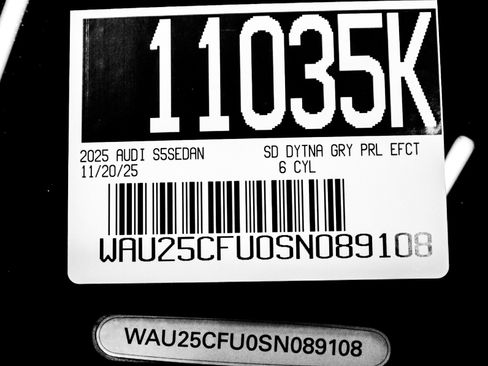 11035K
2025 AUDI S5SEDAN SD DYTNA GRY PRL EFCT
11/20/25 6 CYL
WAU25CFU0SN089108
WAU25CFU0SN089108